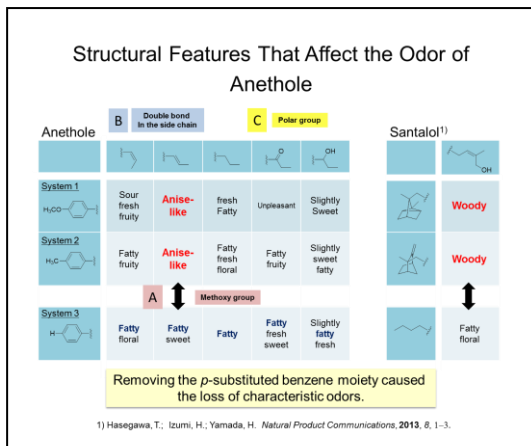 Structural Features That Affect the Odor of
Anethole
B
Double bond
In the side chain
C
Polar group
Anethole
Santalol1)
O
OH
OH
System 1
H₃CO
Sour
fresh
fruity
Anise-
like
fresh
Fatty
Unpleasant
Slightly
Sweet
Woody
System 2
H₃C
Fatty
fruity
Anise-
like
Fatty
fresh
floral
Fatty
fruity
Slightly
sweet
fatty
Woody
A
Methoxy group
System 3
H
Fatty
floral
Fatty
sweet
Fatty
Fatty
fresh
sweet
Slightly
fatty
fresh
Fatty
floral
Removing the p-substituted benzene moiety caused
the loss of characteristic odors.
1) Hasegawa, T.; Izumi, H.; Yamada, H. Natural Product Communications, 2013, 8, 1–3.